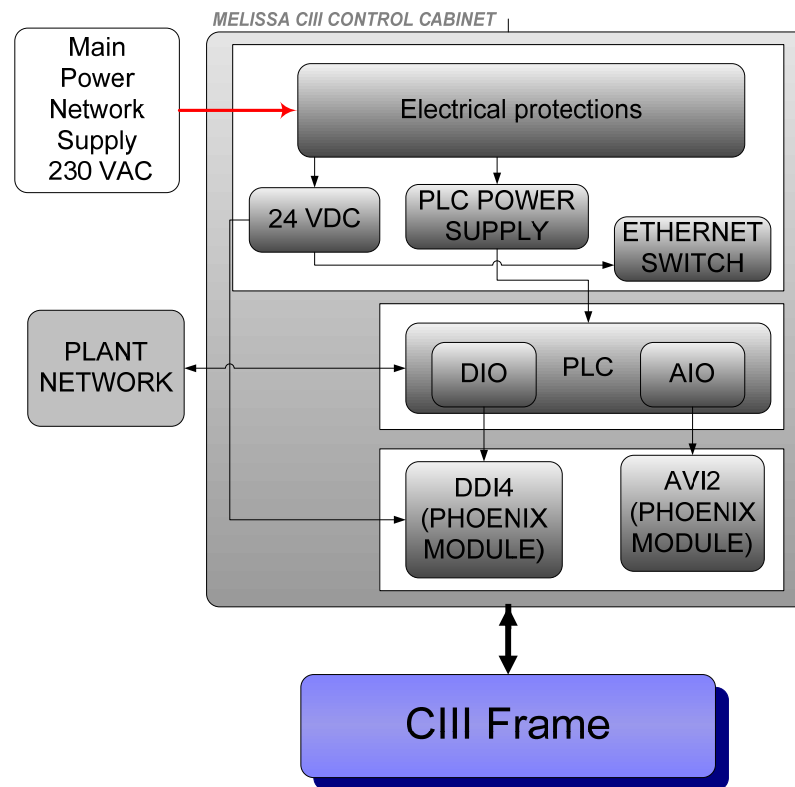 MELISSA CIII CONTROL CABINET
Main
Power
Network
Supply
230 VAC
Electrical protections
24 VDC
PLC POWER
SUPPLY
ETHERNET
SWITCH
PLANT
NETWORK
DIO
PLC
AIO
DDI4
(PHOENIX
MODULE)
AVI2
(PHOENIX
MODULE)
CIII Frame